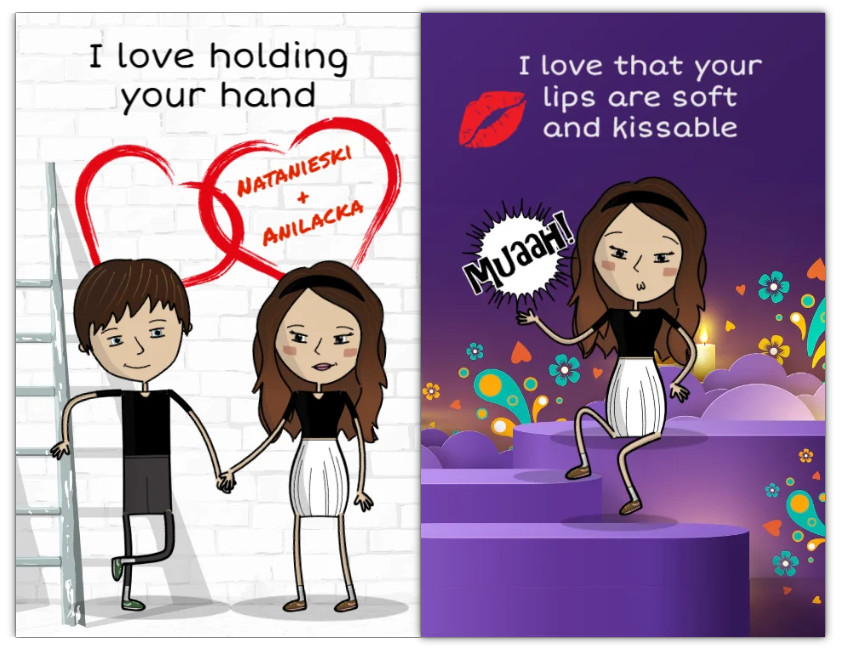 I love holding
your hand
NATANIESKI
+
ANILACKA
I love that your
lips are soft
and kissable
MUaaH!